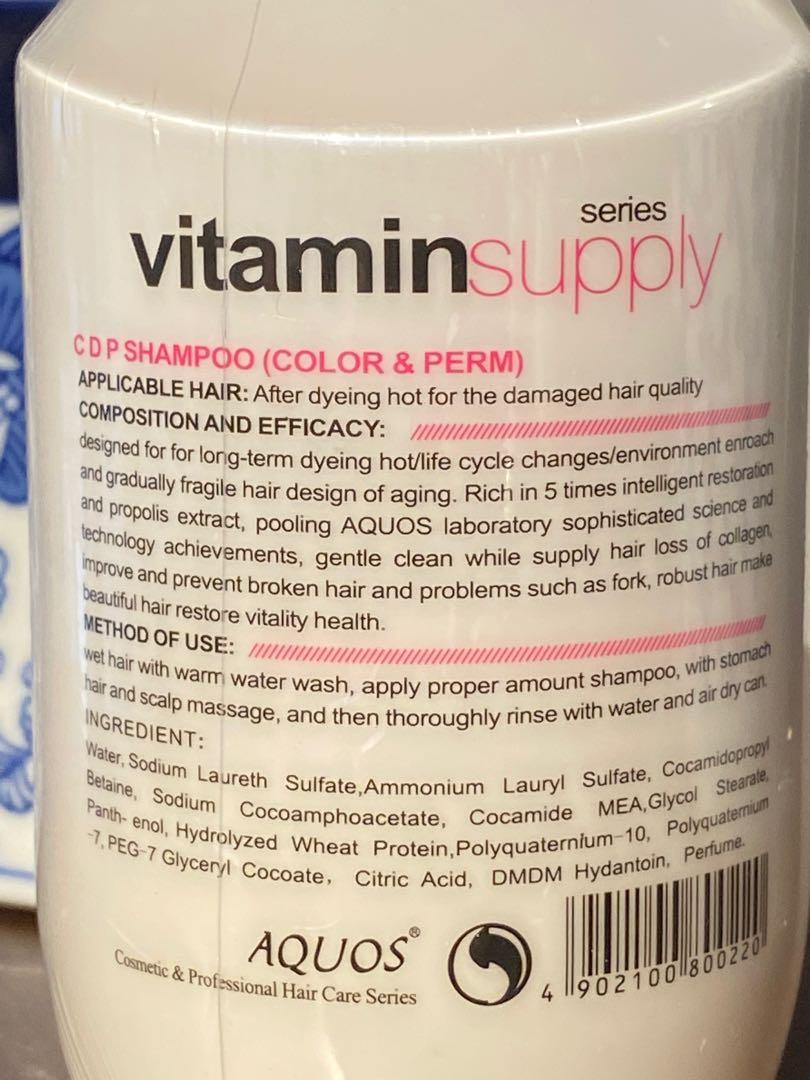 series
vitaminsupply
C D P SHAMPOO (COLOR & PERM)
APPLICABLE HAIR: After dyeing hot for the damaged hair quality
COMPOSITION AND EFFICACY:
designed for for long-term dyeing hot/life cycle changes/environment enroach
and gradually fragile hair design of aging. Rich in 5 times intelligent restoration
and propolis extract, pooling AQUOS laboratory sophisticated science and
technology achievements, gentle clean while supply hair loss of collagen,
improve and prevent broken hair and problems such as fork, robust hair make
beautiful hair restore vitality health.
METHOD OF USE:
wet hair with warm water wash, apply proper amount shampoo, with stomach
hair and scalp massage, and then thoroughly rinse with water and air dry can.
INGREDIENT:
Water, Sodium Laureth Sulfate,Ammonium Lauryl Sulfate, Cocamidopropyl
Betaine, Sodium Cocoamphoacetate, Cocamide MEA,Glycol Stearate,
Panth- enol, Hydrolyzed Wheat Protein,Polyquaternium-10, Polyquaternium
-7, PEG-7 Glyceryl Cocoate, Citric Acid, DMDM Hydantoin, Perfume.
AQUOS®
Cosmetic & Professional Hair Care Series
4 902100 800220